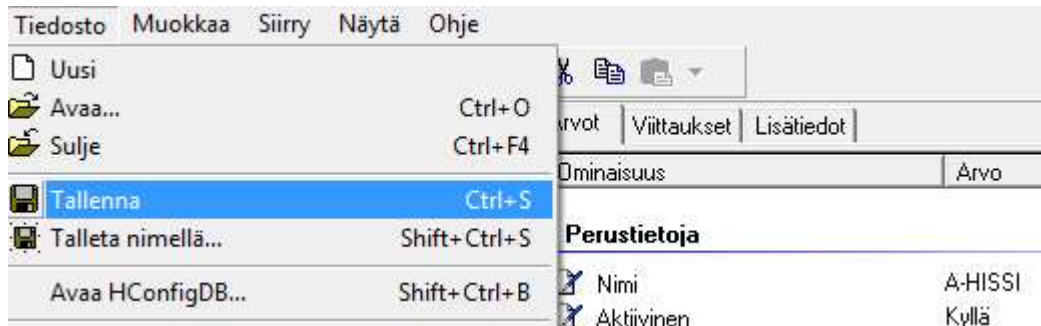 Tiedosto Muokkaa Siirry Näytä Ohje
Uusi
Avaa... Ctrl+O
Sulje Ctrl+F4
Tallenna Ctrl+S
Talleta nimellä... Shift+Ctrl+S
Avaa HConfigDB... Shift+Ctrl+B
rvot Viittaukset Lisätiedot
Ominaisuus Arvo
Perustietoja
Nimi A-HISSI
Aktiivinen Kyllä